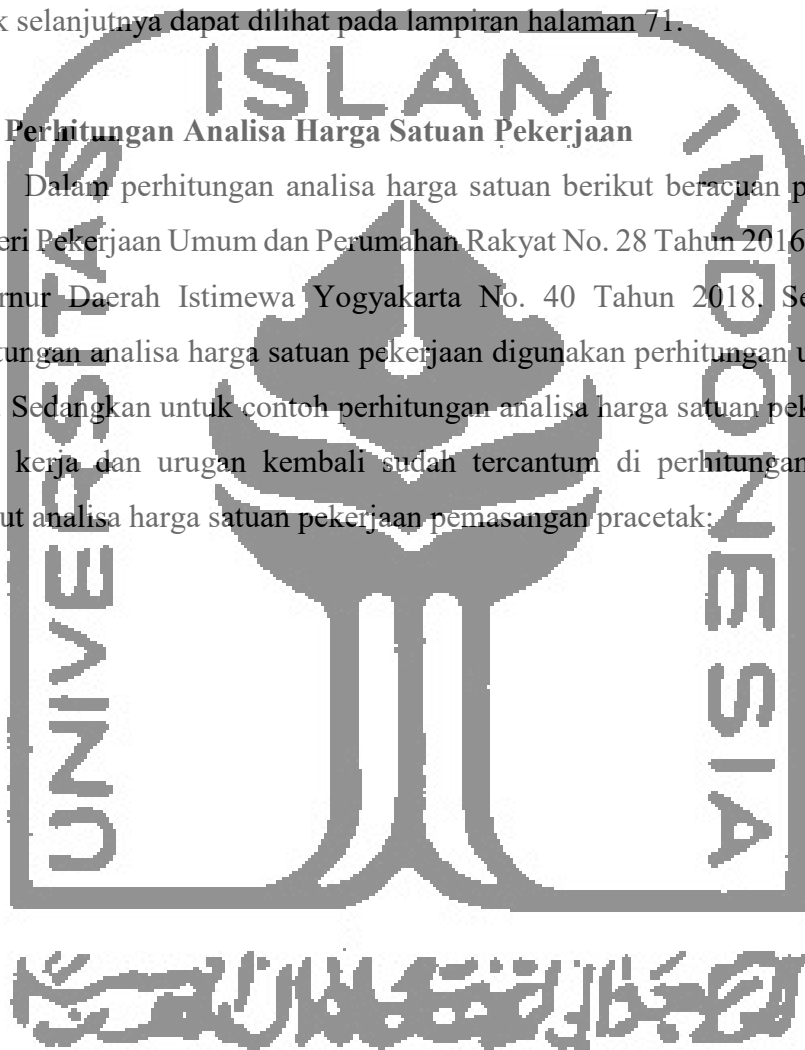 k selanjutnya dapat dilihat pada lampiran halaman 71.
ISLAM
Perhitungan Analisa Harga Satuan Pekerjaan
Dalam perhitungan analisa harga satuan berikut beracuan p
eri Pekerjaan Umum dan Perumahan Rakyat No. 28 Tahun 2016
rnur Daerah Istimewa Yogyakarta No. 40 Tahun 2018. Se
tungan analisa harga satuan pekerjaan digunakan perhitungan u
Sedangkan untuk contoh perhitungan analisa harga satuan pek
kerja dan urugan kembali sudah tercantum di perhitungan
ut analisa harga satuan pekerjaan pemasangan pracetak:
UNIVERSITAS
INDONESIA